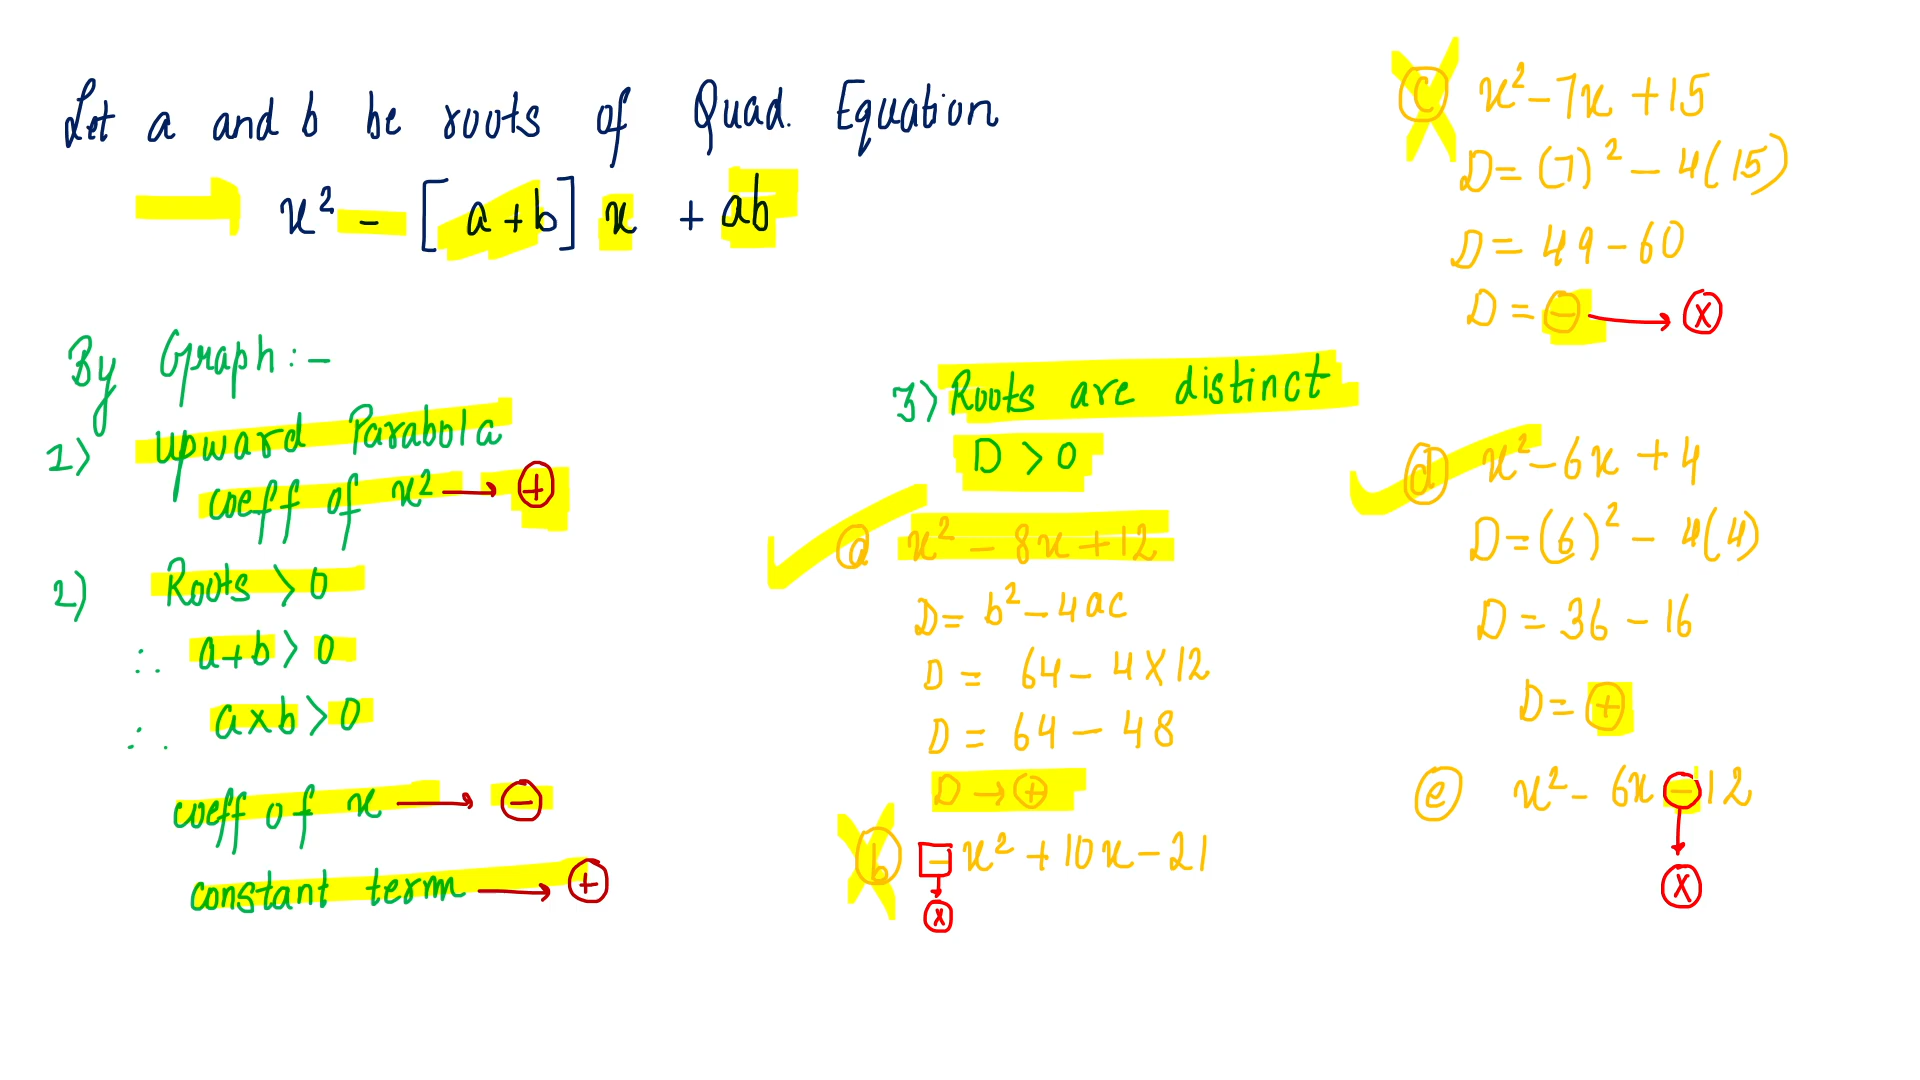 Let a and b be roots of Quad. Equation
x² - [a+b] x + ab
By Graph:-
1) Upward Parabola
coeff of x² → +
2) Roots > 0
∴ a+b > 0
∴ a×b > 0
coeff of x → -
constant term → +
3) Roots are distinct
D > 0
a x² - 8x + 12
D = b² - 4ac
D = 64 - 4×12
D = 64 - 48
D → +
b -x² + 10x - 21
x
c x² - 7x + 15
D = (7)² - 4(15)
D = 49 - 60
D = - → x
d x² - 6x + 4
D = (6)² - 4(4)
D = 36 - 16
D = +
e x² - 6x - 12
x